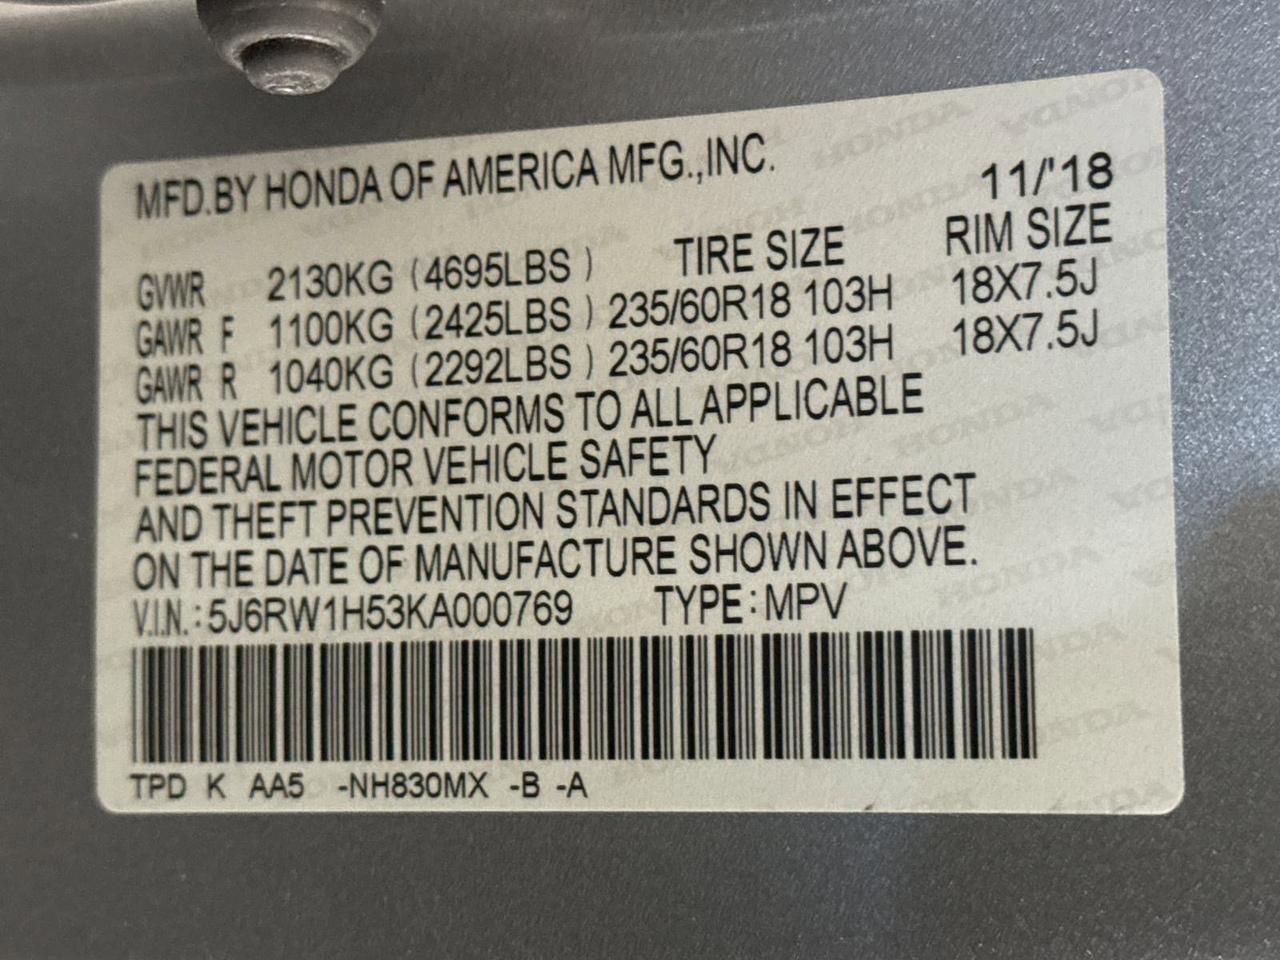 MFD.BY HONDA OF AMERICA MFG.,INC.
11/'18
GVWR 2130KG (4695LBS) TIRE SIZE RIM SIZE
GAWR F 1100KG (2425LBS) 235/60R18 103H 18X7.5J
GAWR R 1040KG (2292LBS) 235/60R18 103H 18X7.5J
THIS VEHICLE CONFORMS TO ALL APPLICABLE
FEDERAL MOTOR VEHICLE SAFETY
AND THEFT PREVENTION STANDARDS IN EFFECT
ON THE DATE OF MANUFACTURE SHOWN ABOVE.
V.I.N.: 5J6RW1H53KA000769 TYPE: MPV
TPD K AA5 -NH830MX -B -A